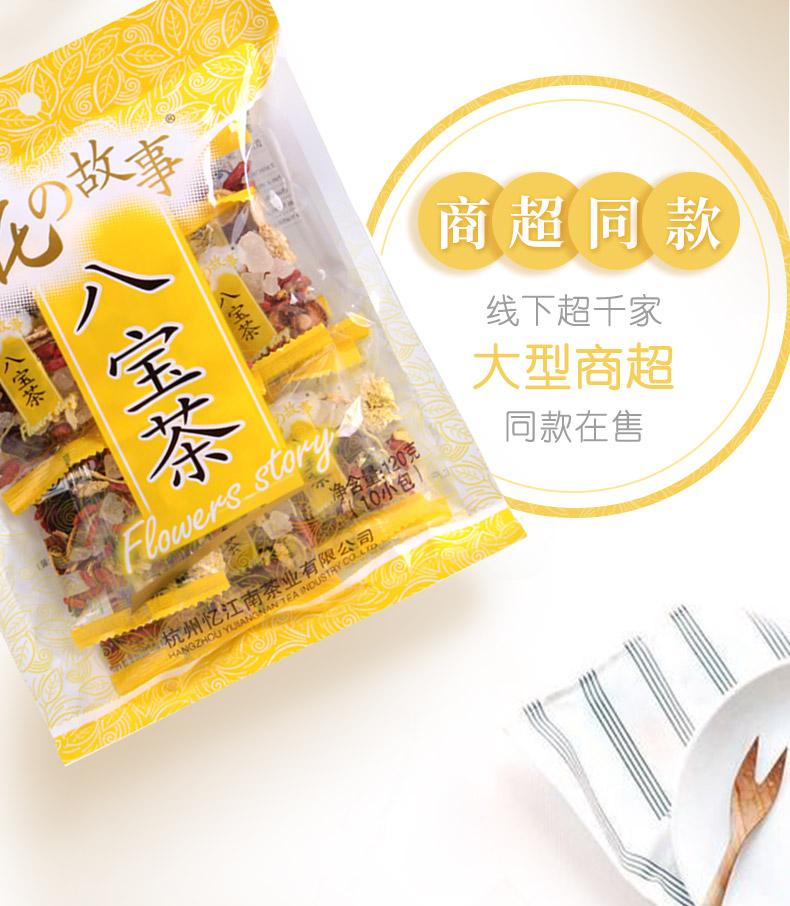 ®
花の故事
八宝茶
Flowers_story
净含量:120克
(10小包)
杭州忆江南茶业有限公司
HANGZHOU YIJIANGNAN TEA INDUSTRY CO.,LTD.
八宝茶
八宝茶
商超同款
线下超千家
大型商超
同款在售